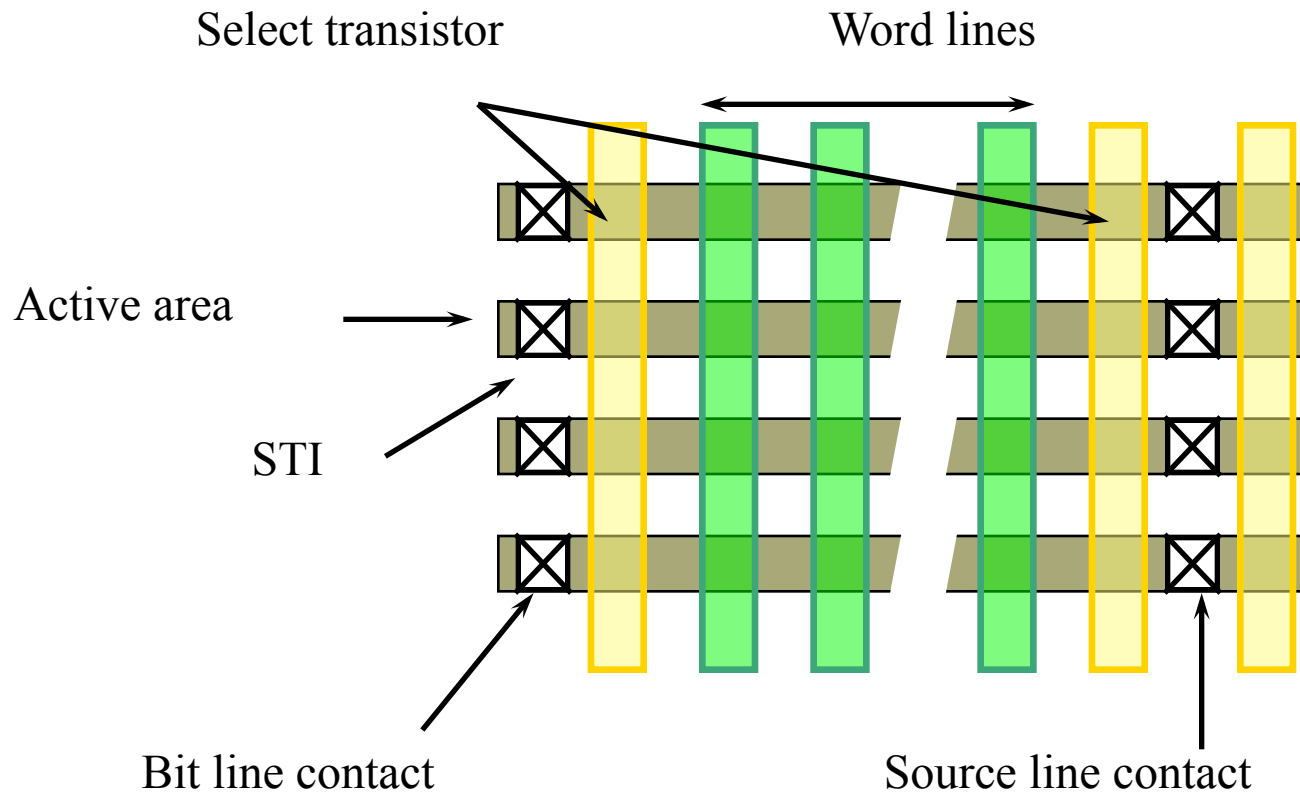 Select transistor
Word lines
Active area
STI
Bit line contact
Source line contact